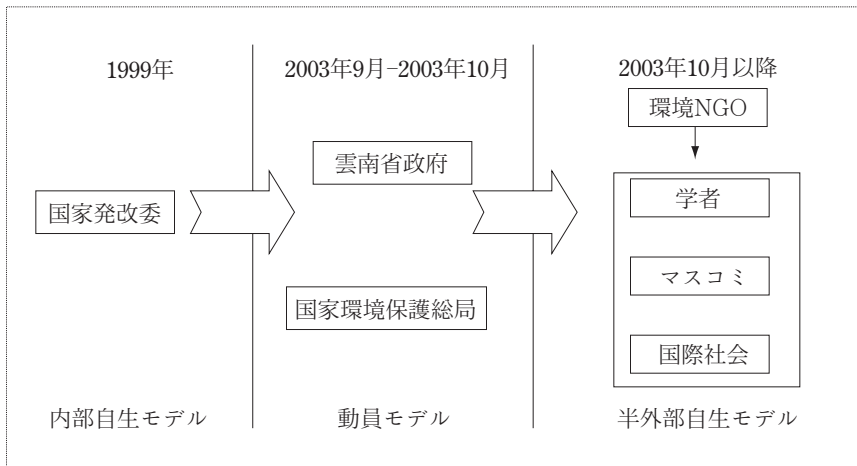 1999年
2003年9月-2003年10月
2003年10月以降
環境NGO
雲南省政府
学者
国家発改委
マスコミ
国家環境保護総局
国際社会
内部自生モデル
動員モデル
半外部自生モデル